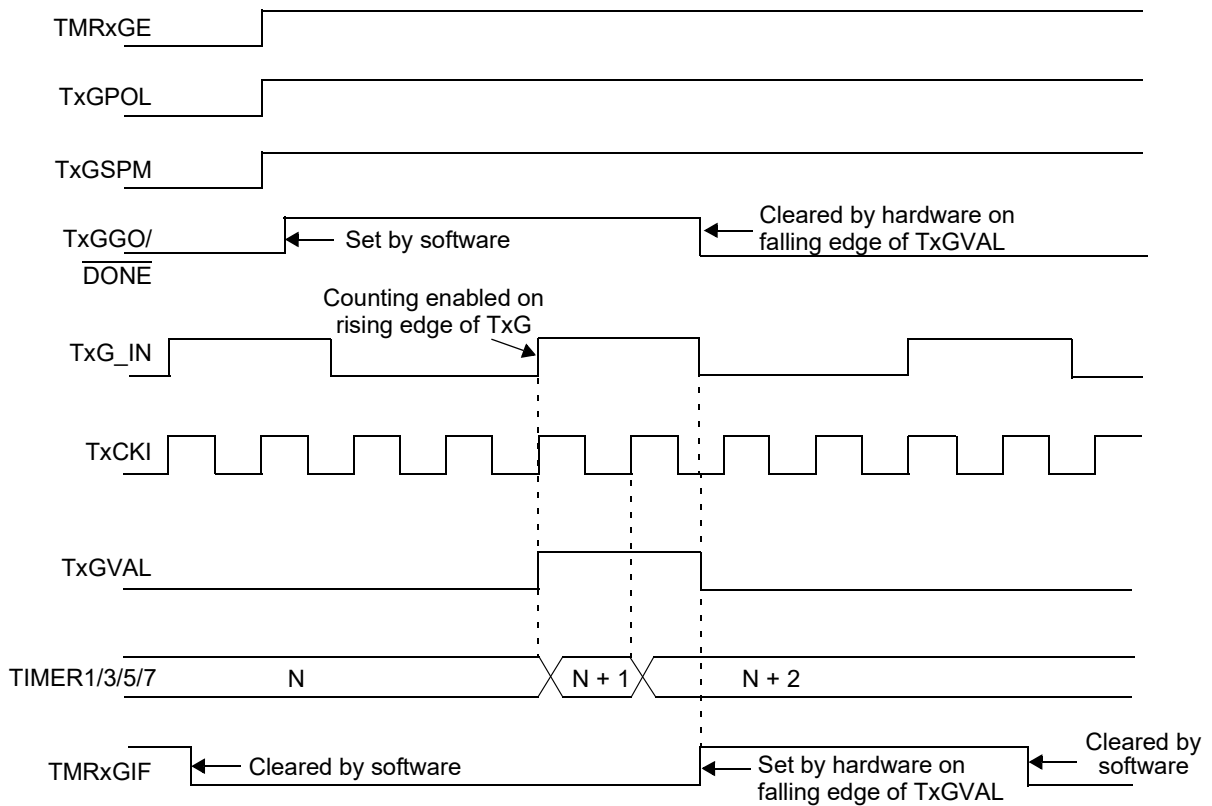 TMRxGE
TxGPOL
TxGSPM
TxGGO/
DONE
Set by software
Cleared by hardware on
falling edge of TxGVAL
Counting enabled on
rising edge of TxG
TxG_IN
TxCKI
TxGVAL
TIMER1/3/5/7
N
N + 1
N + 2
TMRxGIF
Cleared by software
Set by hardware on
falling edge of TxGVAL
Cleared by
software